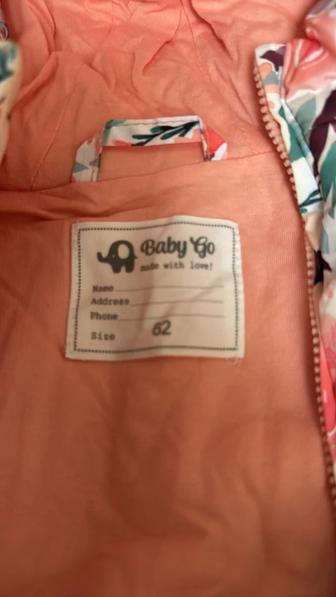 Baby Go
made with love!
Name
Address
Phone
Size 62